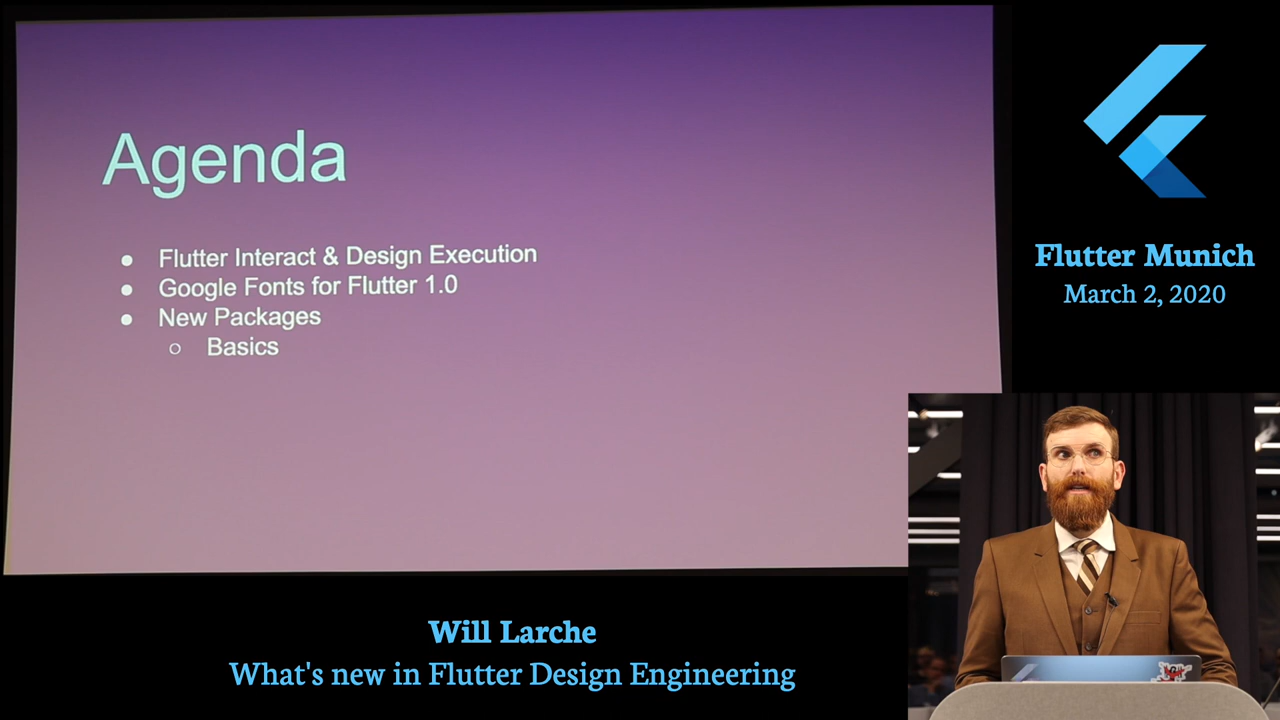 Agenda
● Flutter Interact & Design Execution
● Google Fonts for Flutter 1.0
● New Packages
○ Basics
Flutter Munich
March 2, 2020
Will Larche
What's new in Flutter Design Engineering